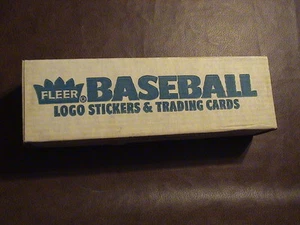 FLEER® BASEBALL
LOGO STICKERS & TRADING CARDS